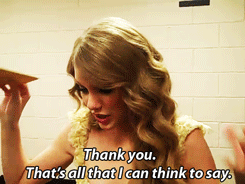 Thank you.
That's all that I can think to say.